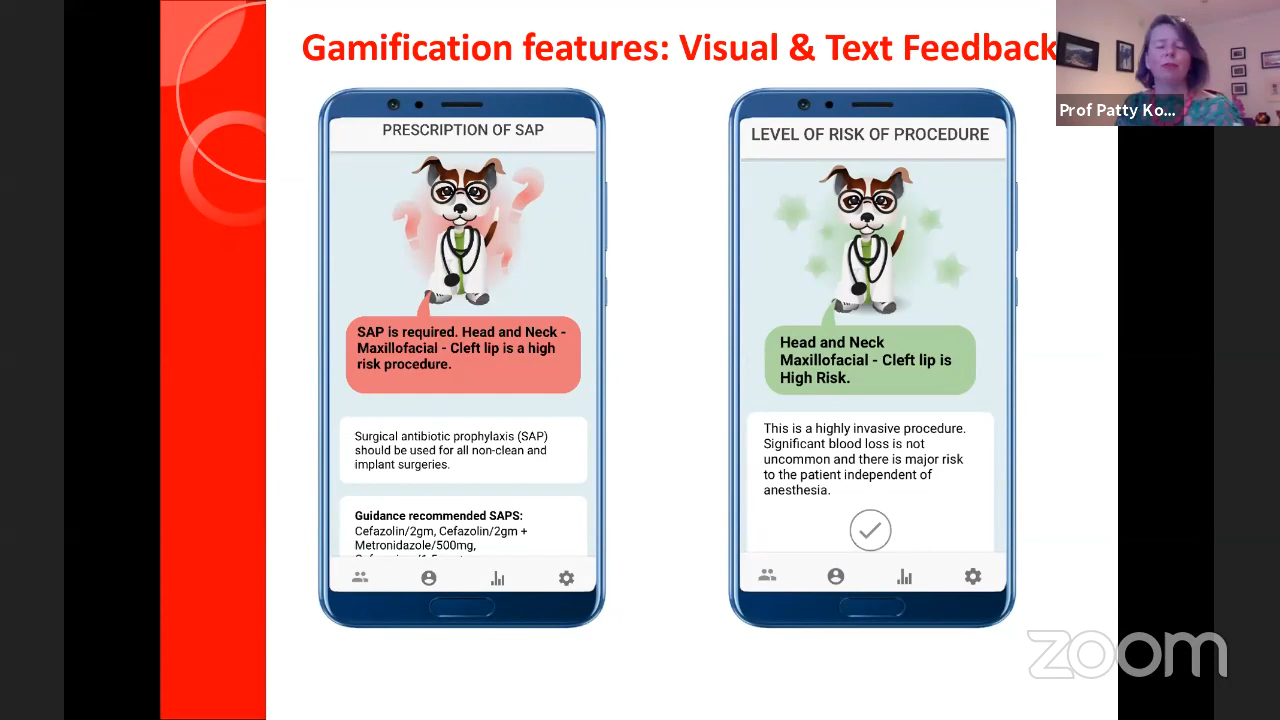 Gamification features: Visual & Text Feedback
Prof Patty Ko...
PRESCRIPTION OF SAP
SAP is required. Head and Neck -
Maxillofacial - Cleft lip is a high
risk procedure.
Surgical antibiotic prophylaxis (SAP)
should be used for all non-clean and
implant surgeries.
Guidance recommended SAPS:
Cefazolin/2gm, Cefazolin/2gm +
Metronidazole/500mg,
LEVEL OF RISK OF PROCEDURE
Head and Neck
Maxillofacial - Cleft lip is
High Risk.
This is a highly invasive procedure.
Significant blood loss is not
uncommon and there is major risk
to the patient independent of
anesthesia.
zoom